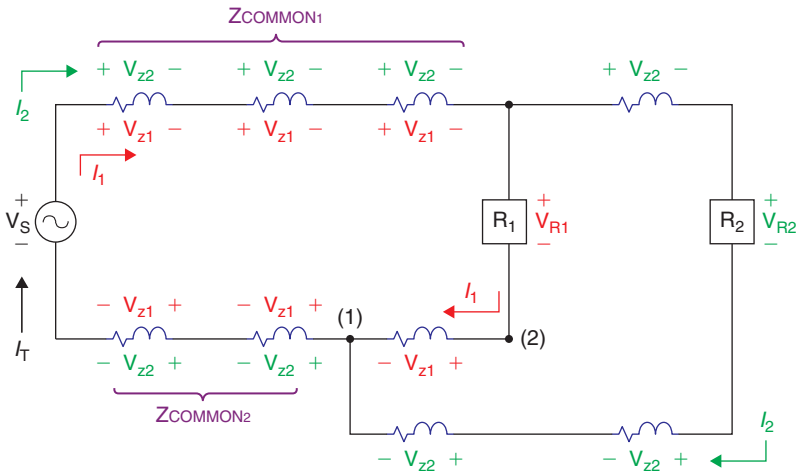 ZCOMMON1
+ Vz2 − + Vz2 − + Vz2 − + Vz2 −
I2
+ Vz1 − + Vz1 − + Vz1 −
I1
+
VS
−
R1
+
VR1
−
R2
+
VR2
−
I1
− Vz1 + − Vz1 +
(1)
(2)
IT
− Vz2 + − Vz2 + − Vz1 +
ZCOMMON2
I2
− Vz2 + − Vz2 +